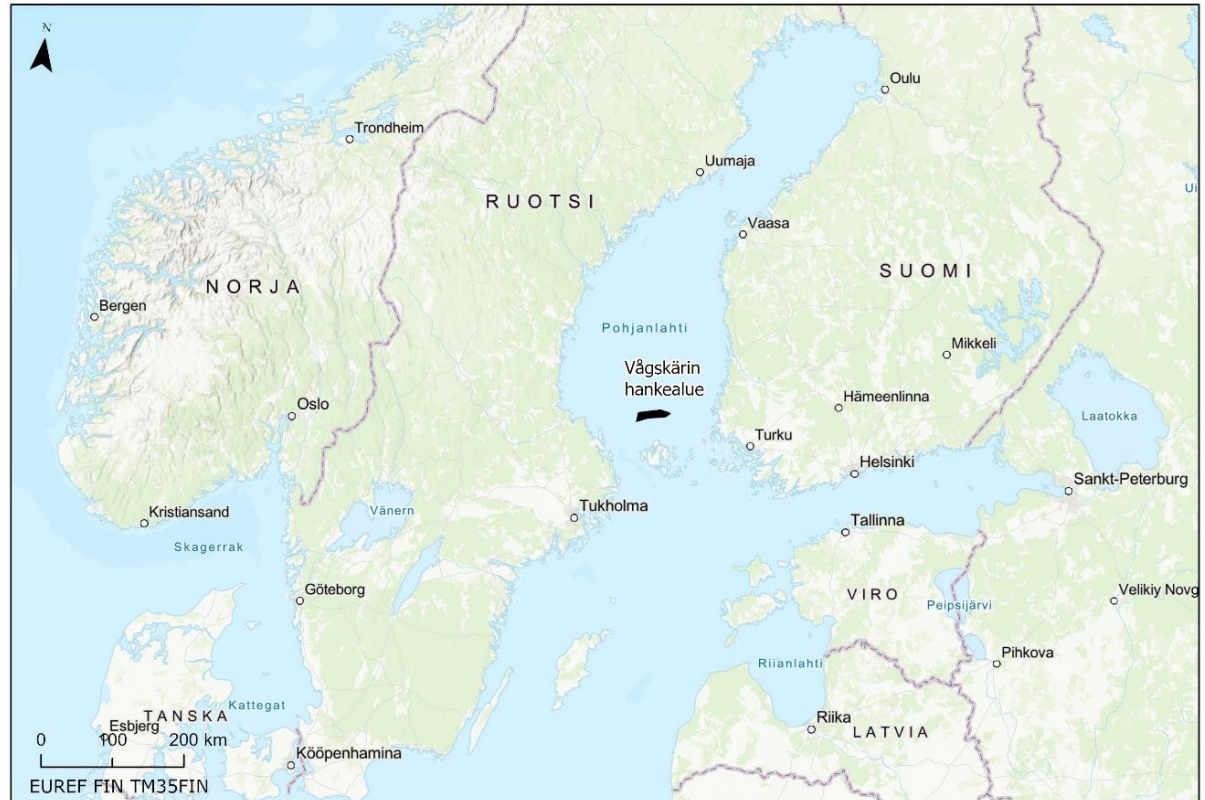 N
Oulu
Trondheim
Uumaja
RUOTSI
Ui
Vaasa
SUOMI
NORJA
Bergen
Pohjanlahti
Mikkeli
Vågskärin
hankealue
Hämeenlinna
Oslo
Laatokka
Turku
Helsinki
Sankt-Peterburg
Kristiansand
Vänern
Tukholma
Tallinna
Skagerrak
Göteborg
VIRO
Peipsijärvi
Velikiy Novg
Pihkova
Riianlahti
Kattegat
TANSKA
Esbjerg
Riika
LATVIA
0 100 200 km
Kööpenhamina
EUREF FIN TM35FIN